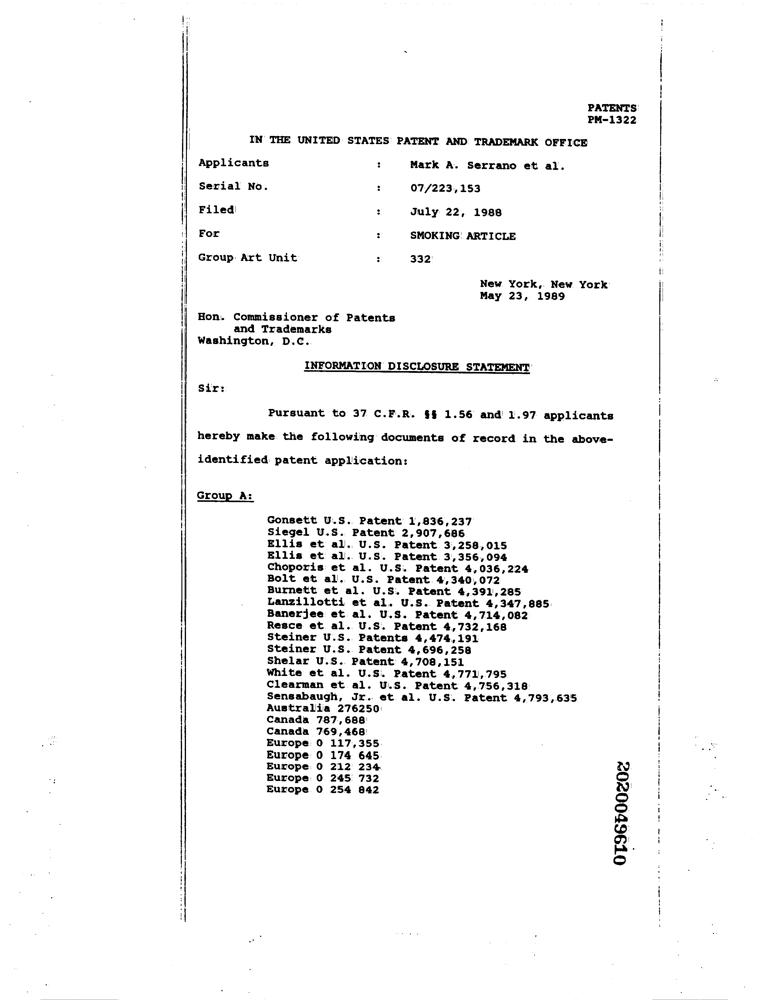 PATENTS
PM-1322
IN THE UNITED STATES PATENT AND TRADEMARK OFFICE
Applicants : Mark A. Serrano et al.
Serial No. : 07/223,153
Filed : July 22, 1988
For : SMOKING ARTICLE
Group Art Unit : 332
New York, New York
May 23, 1989
Hon. Commissioner of Patents
and Trademarks
Washington, D.C.
INFORMATION DISCLOSURE STATEMENT
Sir:
Pursuant to 37 C.F.R. §§ 1.56 and 1.97 applicants
hereby make the following documents of record in the above-
identified patent application:
Group A:
Gonsett U.S. Patent 1,836,237
Siegel U.S. Patent 2,907,686
Ellis et al. U.S. Patent 3,258,015
Ellis et al. U.S. Patent 3,356,094
Choporis et al. U.S. Patent 4,036,224
Bolt et al. U.S. Patent 4,340,072
Burnett et al. U.S. Patent 4,391,285
Lanzillotti et al. U.S. Patent 4,347,885
Banerjee et al. U.S. Patent 4,714,082
Resce et al. U.S. Patent 4,732,168
Steiner U.S. Patents 4,474,191
Steiner U.S. Patent 4,696,258
Shelar U.S. Patent 4,708,151
White et al. U.S. Patent 4,771,795
Clearman et al. U.S. Patent 4,756,318
Sensabaugh, Jr. et al. U.S. Patent 4,793,635
Australia 276250
Canada 787,688
Canada 769,468
Europe 0 117,355
Europe 0 174 645
Europe 0 212 234
Europe 0 245 732
Europe 0 254 842
2020049610